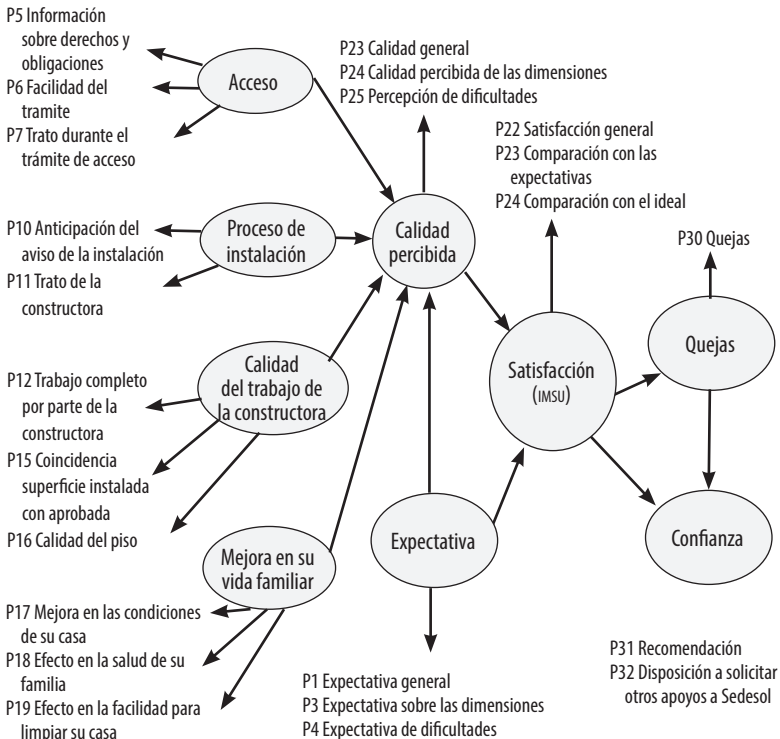 P5 Información
sobre derechos y
obligaciones
P6 Facilidad del
tramite
P7 Trato durante el
trámite de acceso
Acceso
P23 Calidad general
P24 Calidad percibida de las dimensiones
P25 Percepción de dificultades
P22 Satisfacción general
P23 Comparación con las
expectativas
P24 Comparación con el ideal
P10 Anticipación del
aviso de la instalación
P11 Trato de la
constructora
Proceso de
instalación
Calidad
percibida
P30 Quejas
Quejas
P12 Trabajo completo
por parte de la
constructora
P15 Coincidencia
superficie instalada
con aprobada
P16 Calidad del piso
Calidad
del trabajo de
la constructora
Satisfacción
(IMSU)
Mejora en su
vida familiar
Expectativa
Confianza
P17 Mejora en las condiciones
de su casa
P18 Efecto en la salud de su
familia
P19 Efecto en la facilidad para
limpiar su casa
P1 Expectativa general
P3 Expectativa sobre las dimensiones
P4 Expectativa de dificultades
P31 Recomendación
P32 Disposición a solicitar
otros apoyos a Sedesol